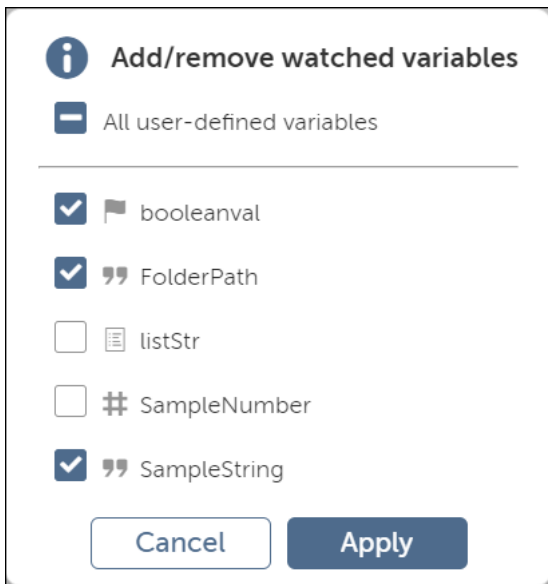 Add/remove watched variables
All user-defined variables
booleanval
FolderPath
listStr
SampleNumber
SampleString
Cancel Apply